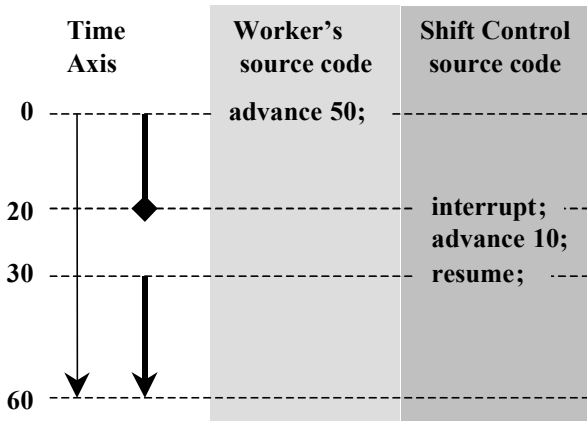 Time Worker's Shift Control
Axis source code source code
0 advance 50;
20 interrupt;
advance 10;
30 resume;
60